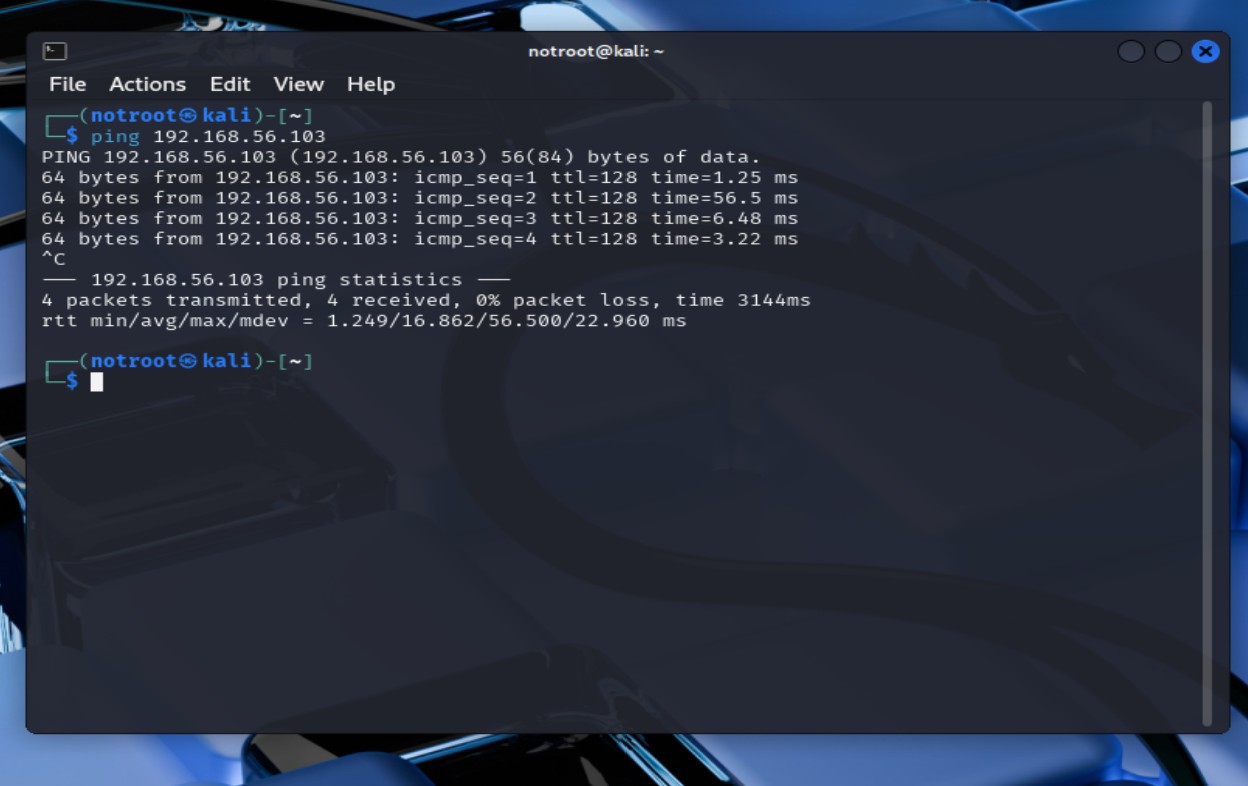 notroot@kali: ~
File Actions Edit View Help
┌──(notroot㉿kali)-[~]
└─$ ping 192.168.56.103
PING 192.168.56.103 (192.168.56.103) 56(84) bytes of data.
64 bytes from 192.168.56.103: icmp_seq=1 ttl=128 time=1.25 ms
64 bytes from 192.168.56.103: icmp_seq=2 ttl=128 time=56.5 ms
64 bytes from 192.168.56.103: icmp_seq=3 ttl=128 time=6.48 ms
64 bytes from 192.168.56.103: icmp_seq=4 ttl=128 time=3.22 ms
^C
--- 192.168.56.103 ping statistics ---
4 packets transmitted, 4 received, 0% packet loss, time 3144ms
rtt min/avg/max/mdev = 1.249/16.862/56.500/22.960 ms
┌──(notroot㉿kali)-[~]
└─$